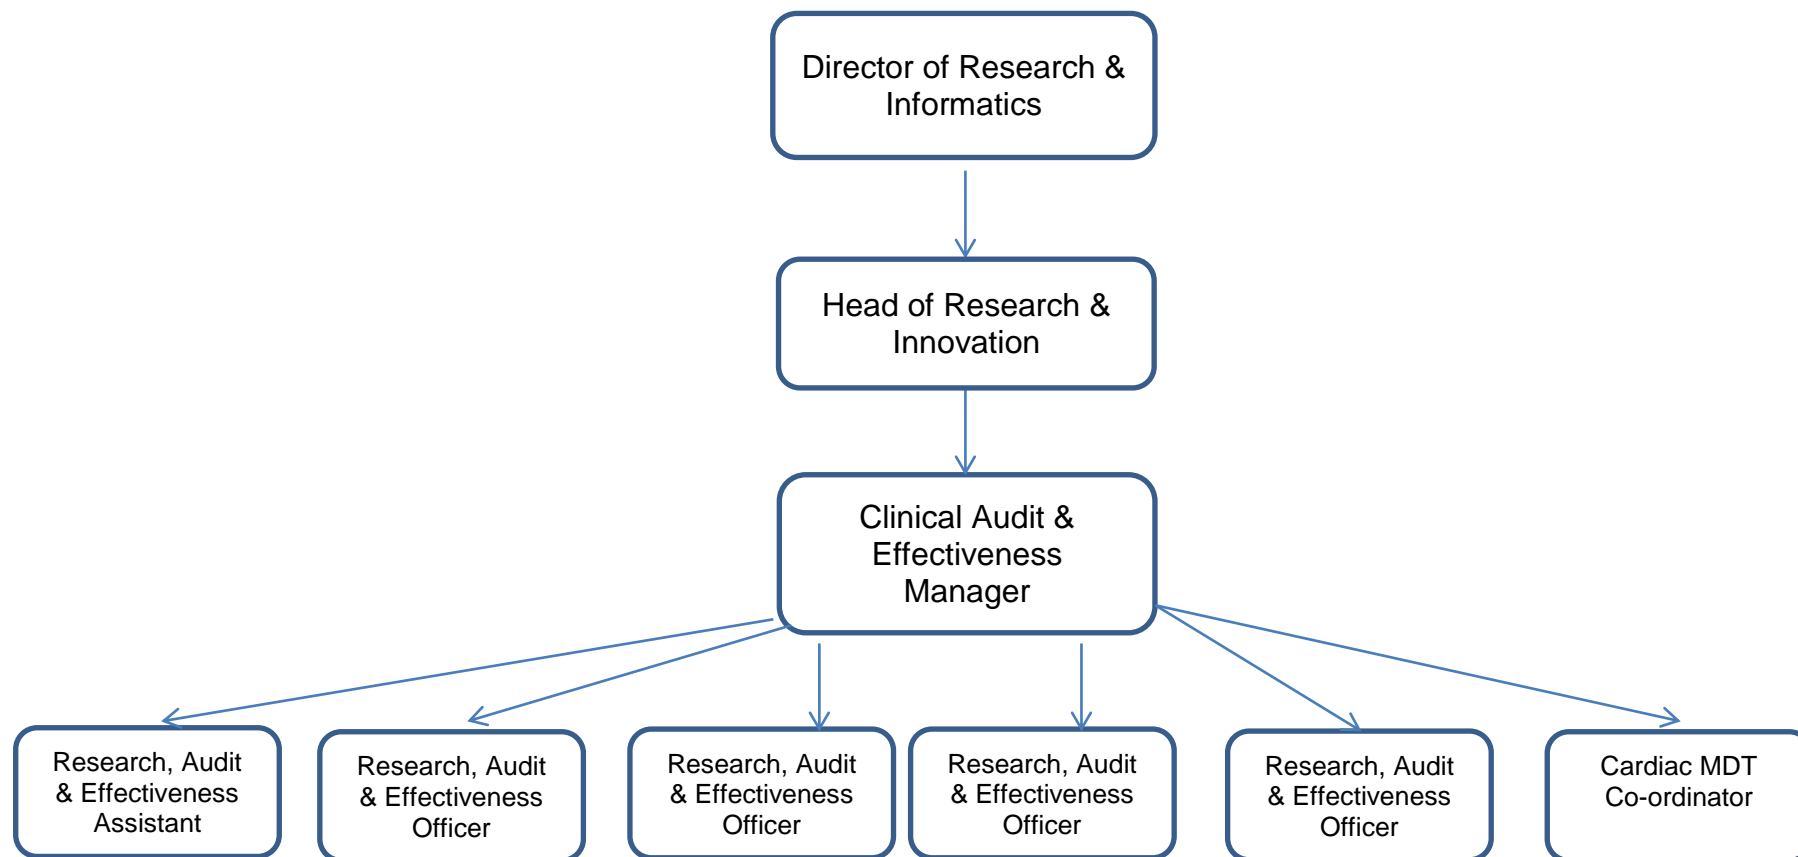 Director of Research &
Informatics
Head of Research &
Innovation
Clinical Audit &
Effectiveness
Manager
Research, Audit
& Effectiveness
Assistant
Research, Audit
& Effectiveness
Officer
Research, Audit
& Effectiveness
Officer
Research, Audit
& Effectiveness
Officer
Research, Audit
& Effectiveness
Officer
Cardiac MDT
Co-ordinator